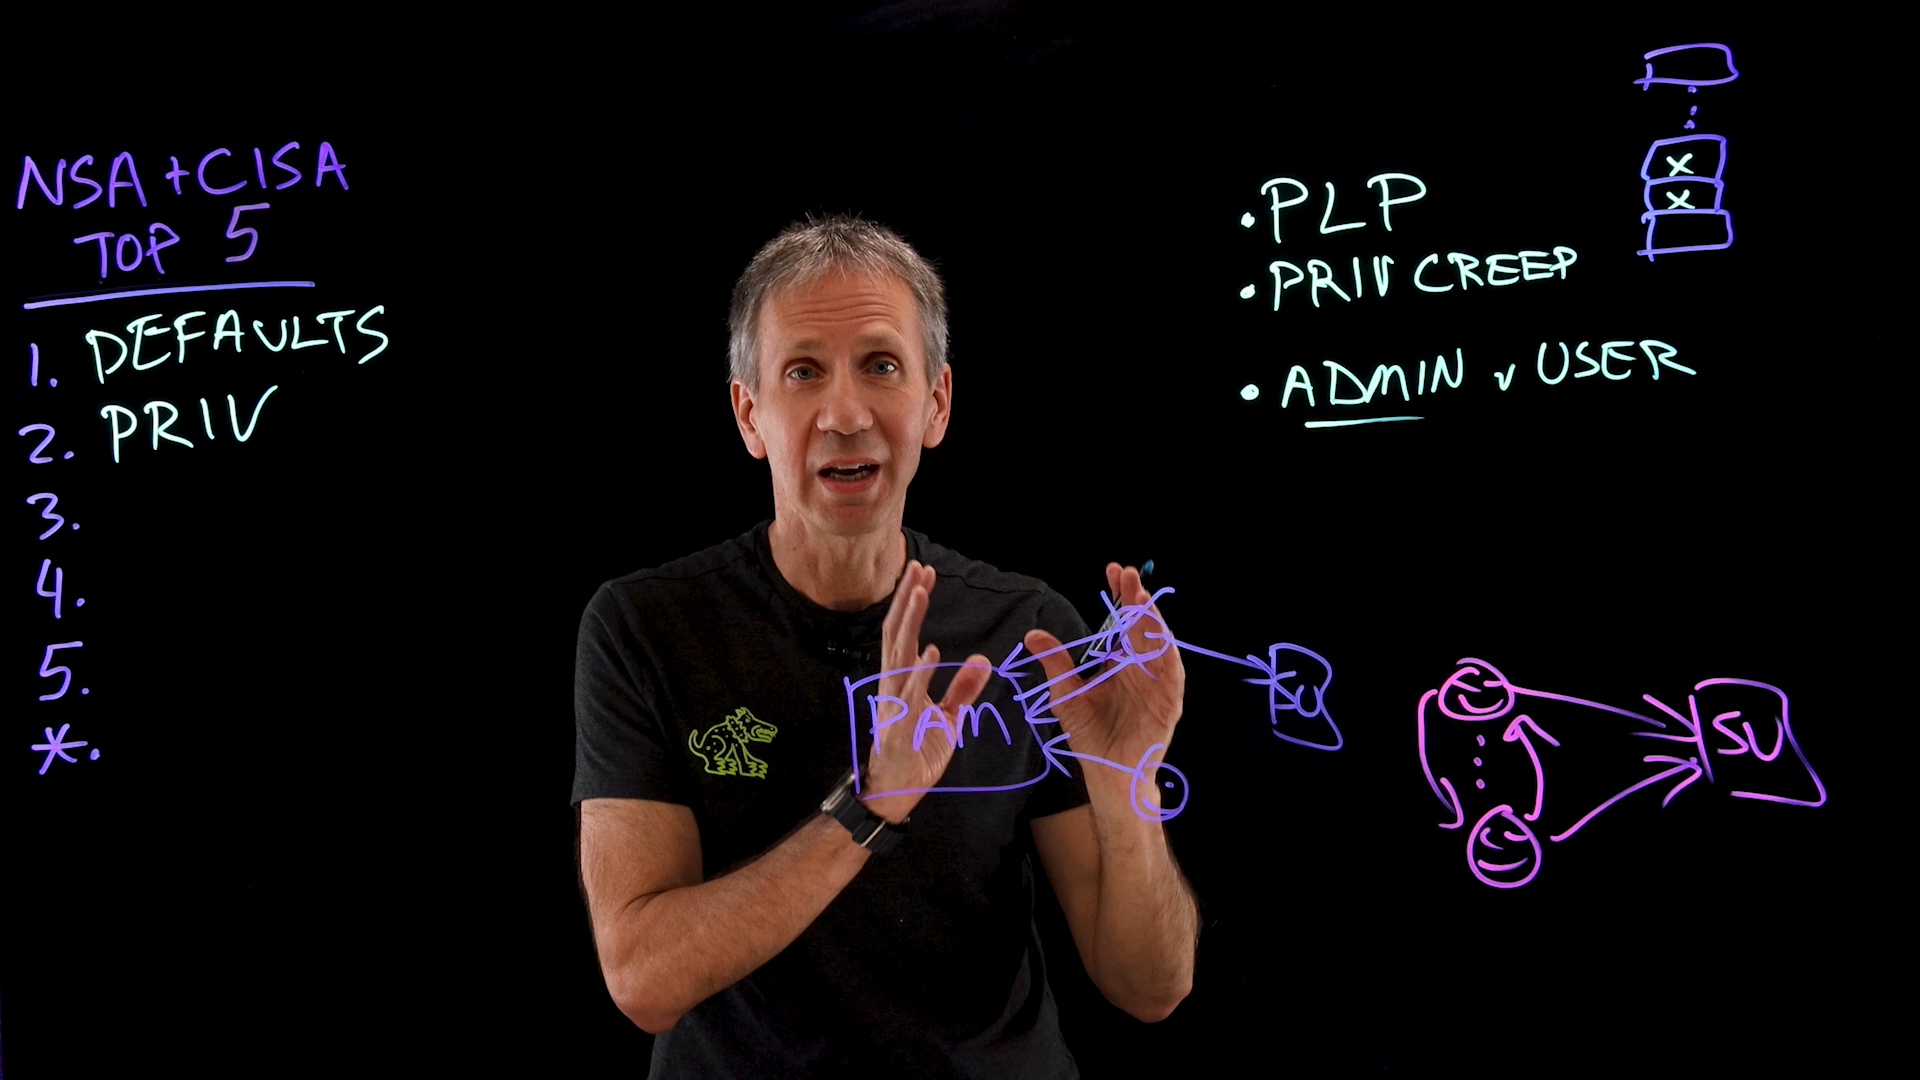 NSA + CISA
TOP 5
1. DEFAULTS
2. PRIV
3.
4.
5.
*.
• PLP
• PRIV CREEP
• ADMIN v USER
x
x
PAM
SU
SU